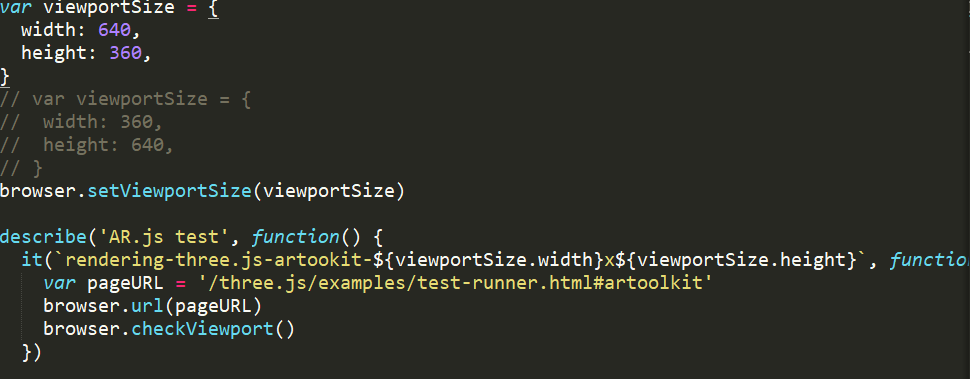 var viewportSize = {
  width: 640,
  height: 360,
}
// var viewportSize = {
//  width: 360,
//  height: 640,
// }
browser.setViewportSize(viewportSize)

describe('AR.js test', function() {
  it(`rendering-three.js-artookit-${viewportSize.width}x${viewportSize.height}`, functio
    var pageURL = '/three.js/examples/test-runner.html#artoolkit'
    browser.url(pageURL)
    browser.checkViewport()
  })